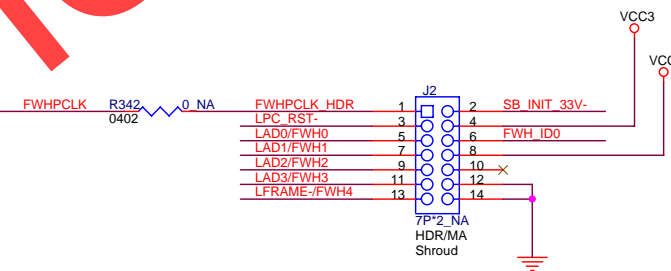 VCC3
VCC
J2
FWHPCLK R342 0_NA FWHPCLK_HDR 1 2 SB_INIT_33V-
0402 LPC_RST- 3 4
LAD0/FWH0 5 6 FWH_ID0
LAD1/FWH1 7 8
LAD2/FWH2 9 10
LAD3/FWH3 11 12
LFRAME-/FWH4 13 14
7P*2_NA
HDR/MA
Shroud